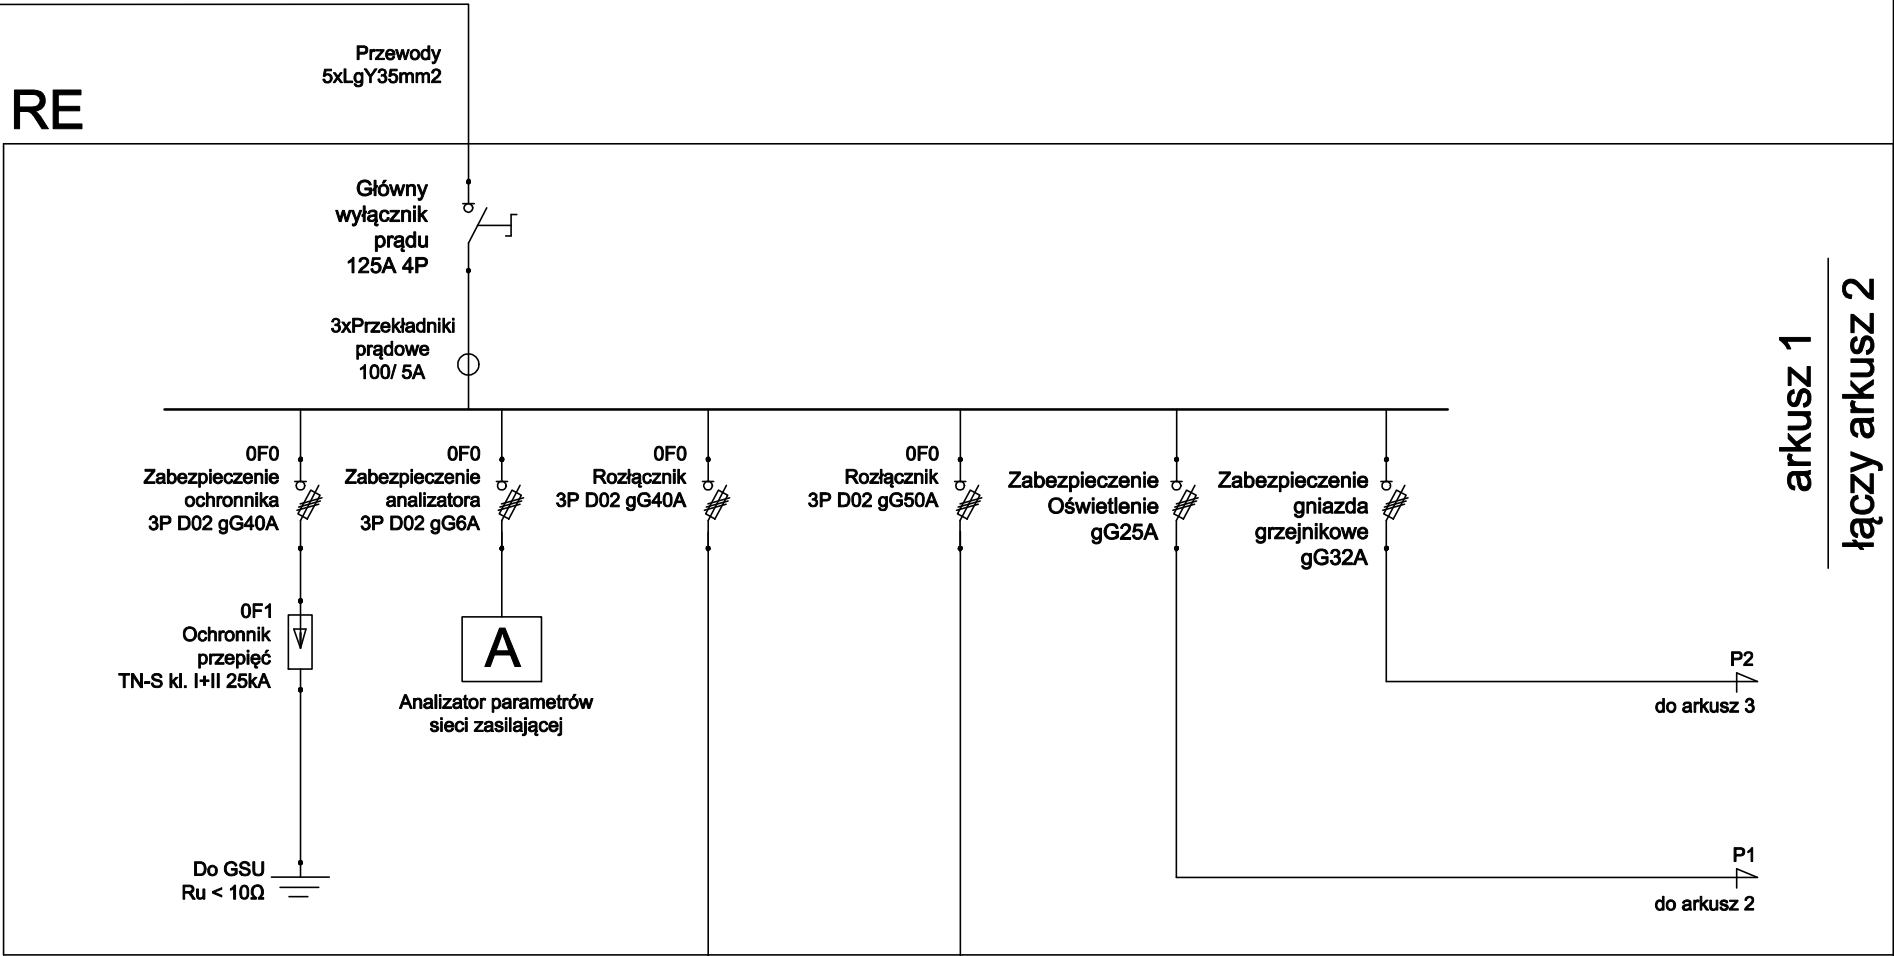 Przewody
5xLgY35mm2
RE
Główny
wyłącznik
prądu
125A 4P
3xPrzekładniki
prądowe
100/ 5A
0F0
Zabezpieczenie
ochronnika
3P D02 gG40A
0F0
Zabezpieczenie
analizatora
3P D02 gG6A
0F0
Rozłącznik
3P D02 gG40A
0F0
Rozłącznik
3P D02 gG50A
Zabezpieczenie
Oświetlenie
gG25A
Zabezpieczenie
gniazda
grzejnikowe
gG32A
arkusz 1
łączy arkusz 2
0F1
Ochronnik
przepięć
TN-S kl. I+II 25kA
A
Analizator parametrów
sieci zasilającej
P2
do arkusz 3
P1
do arkusz 2
Do GSU
Ru < 10Ω